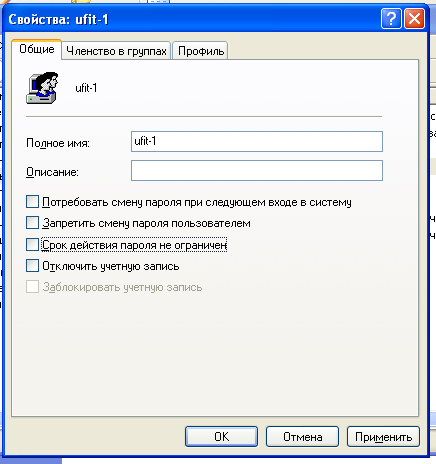 Свойства: ufit-1
Общие
Членство в группах
Профиль
ufit-1
Полное имя:
ufit-1
Описание:
Потребовать смену пароля при следующем входе в систему
Запретить смену пароля пользователем
Срок действия пароля не ограничен
Отключить учетную запись
Заблокировать учетную запись
OK
Отмена
Применить